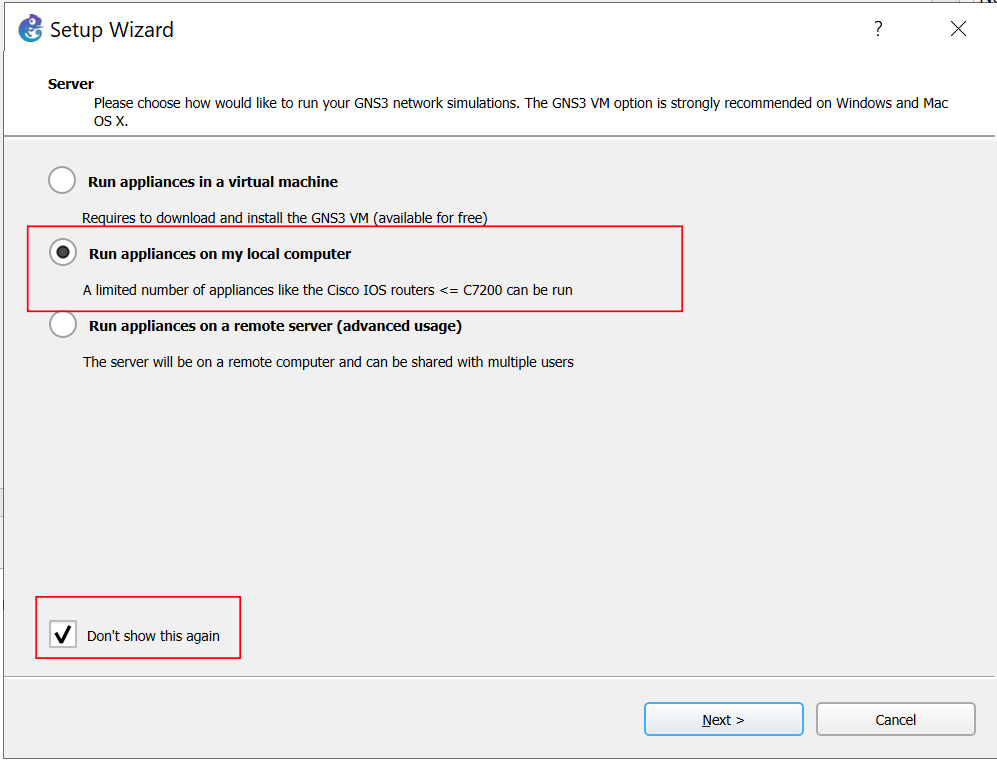 Setup Wizard
?
Server
Please choose how would like to run your GNS3 network simulations. The GNS3 VM option is strongly recommended on Windows and Mac
OS X.
Run appliances in a virtual machine
Requires to download and install the GNS3 VM (available for free)
Run appliances on my local computer
A limited number of appliances like the Cisco IOS routers <= C7200 can be run
Run appliances on a remote server (advanced usage)
The server will be on a remote computer and can be shared with multiple users
Don't show this again
Next >
Cancel